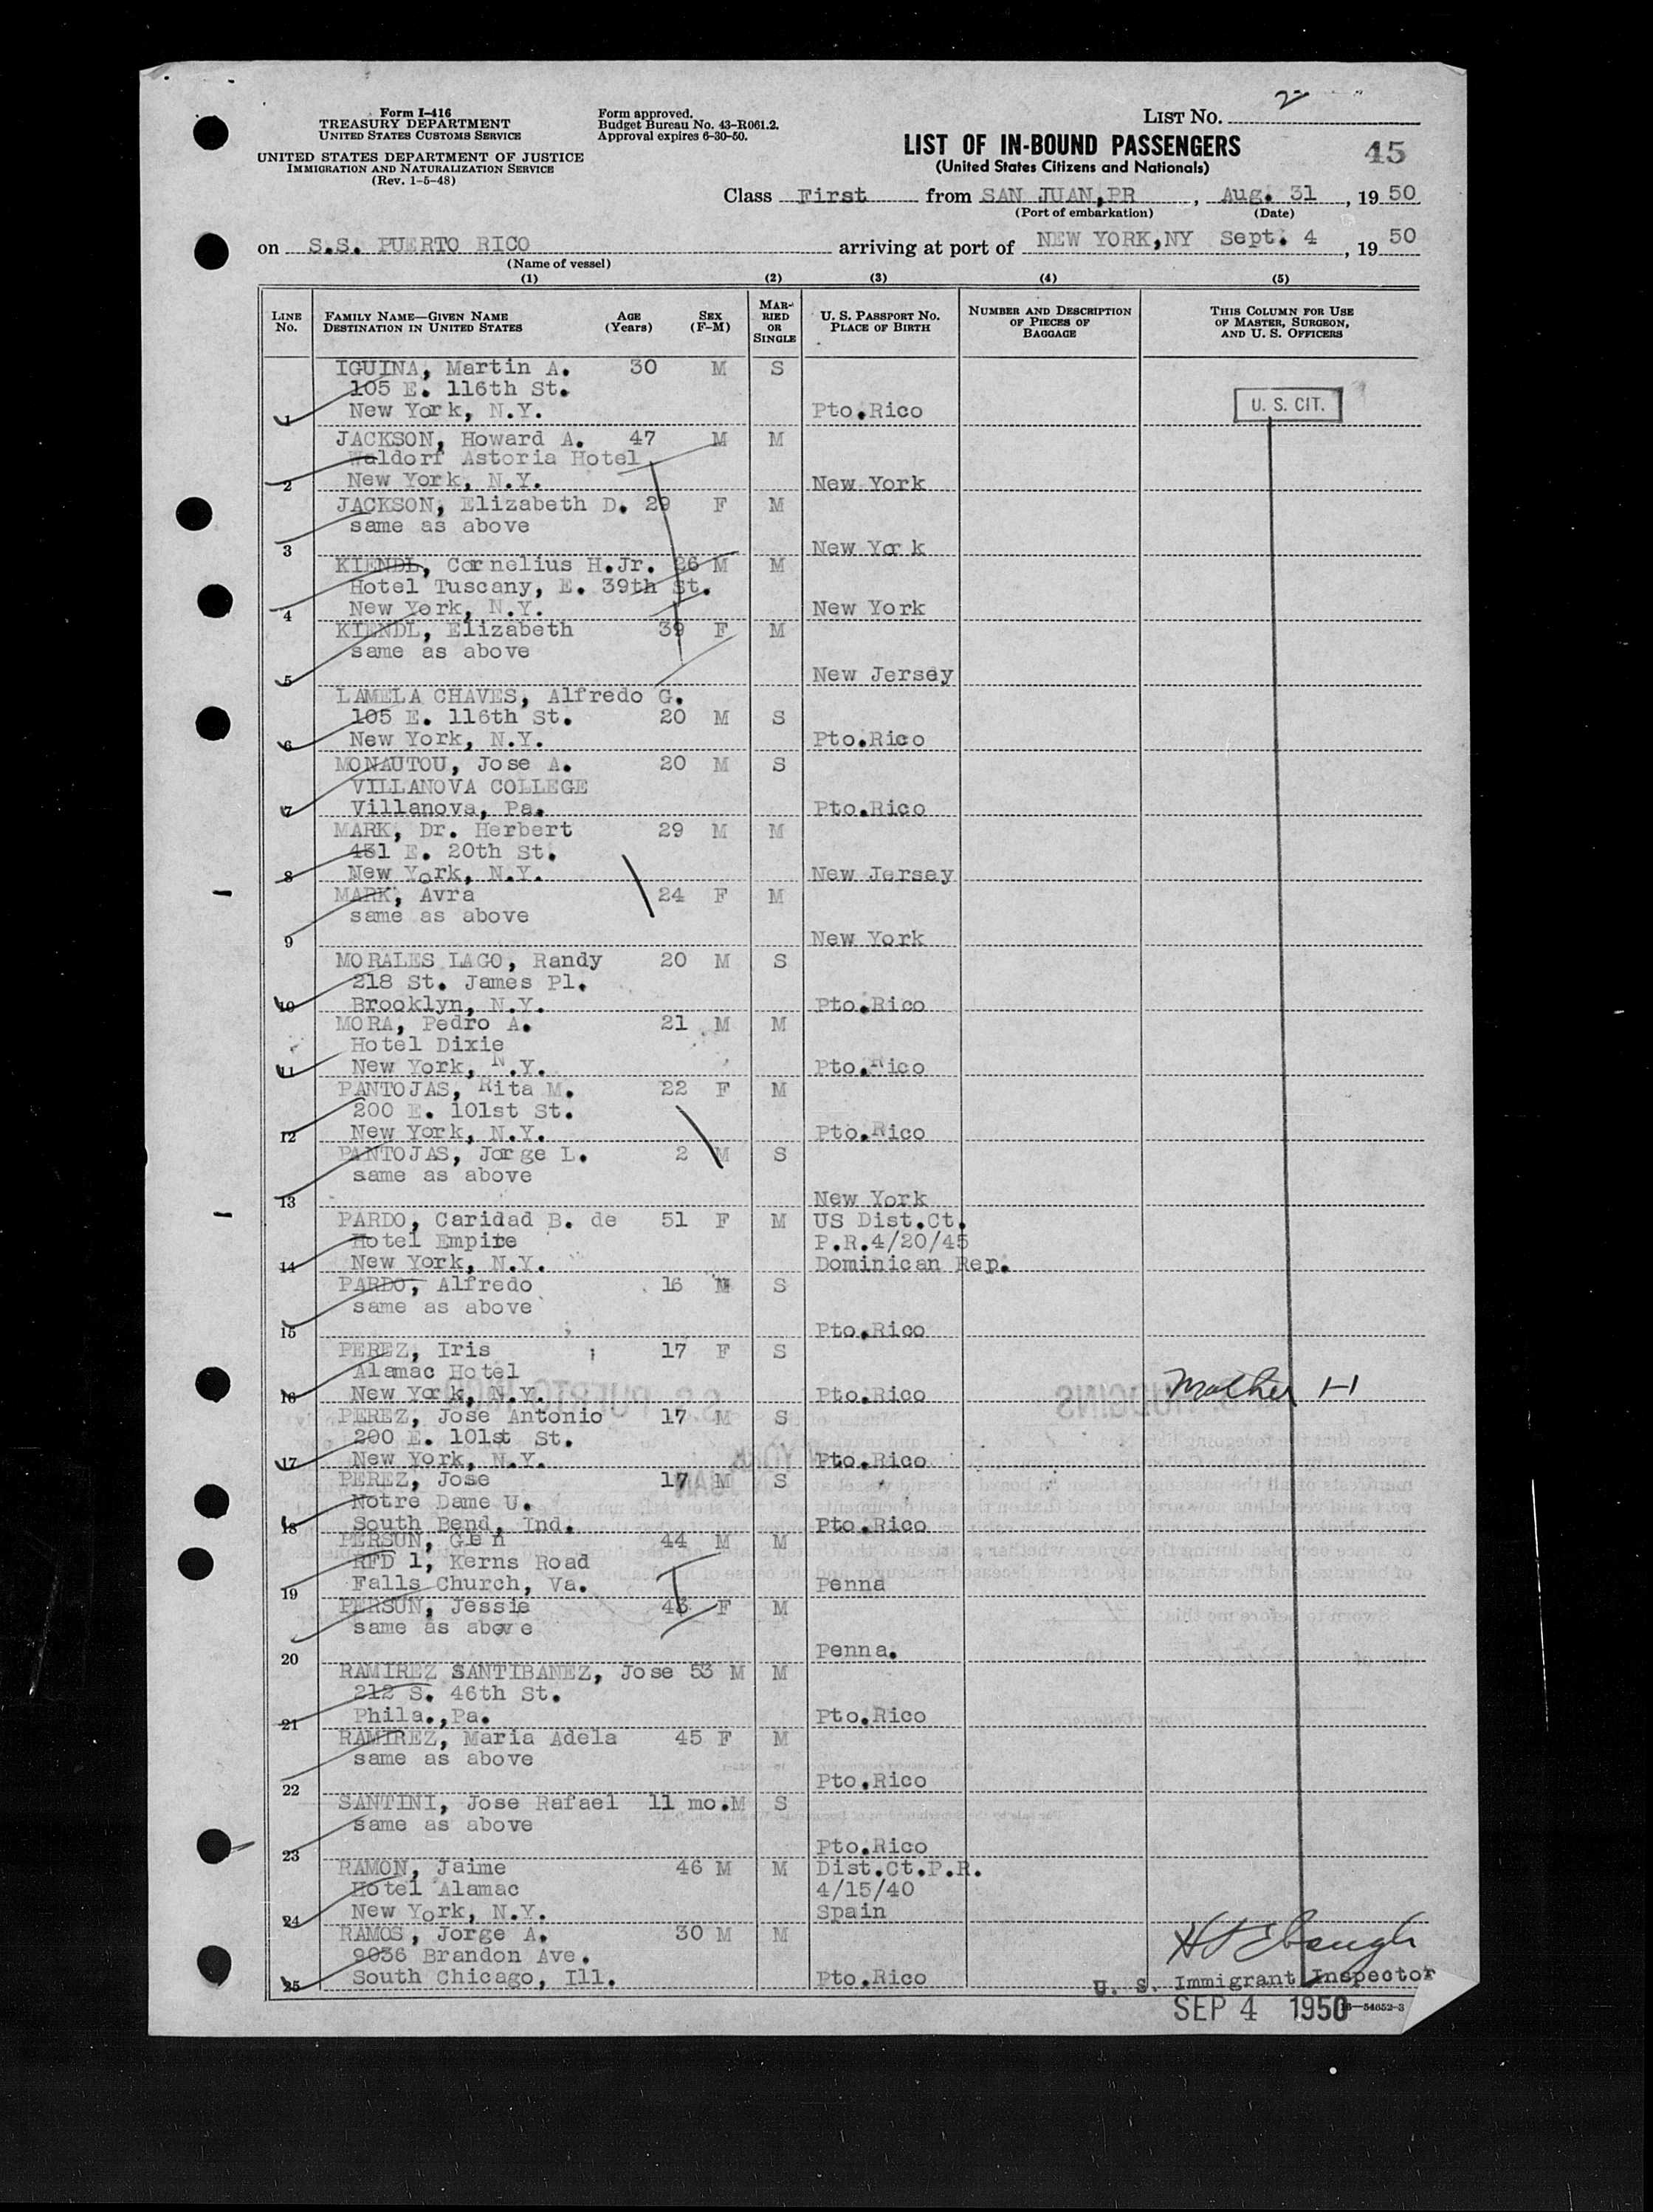 Form I-416
TREASURY DEPARTMENT
UNITED STATES CUSTOMS SERVICE
UNITED STATES DEPARTMENT OF JUSTICE
IMMIGRATION AND NATURALIZATION SERVICE
(Rev. 1-5-48)
Form approved.
Budget Bureau No. 43-R061.2.
Approval expires 6-30-50.
LIST No. 2
LIST OF IN-BOUND PASSENGERS
(United States Citizens and Nationals)
45
Class First from SAN JUAN,PR, Aug. 31, 1950
(Port of embarkation) (Date)
on S.S. PUERTO RICO arriving at port of NEW YORK,NY Sept. 4, 1950
(Name of vessel)
(1) (2) (3) (4) (5)
LINE No. FAMILY NAME—GIVEN NAME DESTINATION IN UNITED STATES AGE (Years) SEX (F-M) MARRIED OR SINGLE U. S. PASSPORT No. PLACE OF BIRTH NUMBER AND DESCRIPTION OF PIECES OF BAGGAGE THIS COLUMN FOR USE OF MASTER, SURGEON, AND U. S. OFFICERS
IGUINA, Martin A. 30 M S
105 E. 116th St. U. S. CIT.
1 New York, N.Y. Pto.Rico
JACKSON, Howard A. 47 M M
Waldorf Astoria Hotel
2 New York, N.Y. New York
JACKSON, Elizabeth D. 29 F M
same as above
3 New York
KIENDL, Cornelius H.Jr. 26 M M
Hotel Tuscany, E. 39th St.
4 New York, N.Y. New York
KIENDL, Elizabeth 39 F M
same as above
5 New Jersey
LAMELA CHAVES, Alfredo G.
105 E. 116th St. 20 M S
6 New York, N.Y. Pto.Rico
MONAUTOU, Jose A. 20 M S
VILLANOVA COLLEGE
7 Villanova, Pa. Pto.Rico
MARK, Dr. Herbert 29 M M
431 E. 20th St.
8 New York, N.Y. New Jersey
MARK, Avra 24 F M
same as above
9 New York
MORALES LAGO, Randy 20 M S
218 St. James Pl.
10 Brooklyn, N.Y. Pto.Rico
MORA, Pedro A. 21 M M
Hotel Dixie
11 New York, N.Y. Pto.Rico
PANTOJAS, Rita M. 22 F M
200 E. 101st St.
12 New York, N.Y. Pto.Rico
PANTOJAS, Jorge L. 2 M S
same as above
13 New York
PARDO, Caridad B. de 51 F M US Dist.Ct.
Hotel Empire P.R.4/20/45
14 New York, N.Y. Dominican Rep.
PARDO, Alfredo 16 M S
same as above
15 Pto.Rico
PEREZ, Iris 17 F S
Alamac Hotel
16 New York, N.Y. Pto.Rico Mother H
PEREZ, Jose Antonio 17 M S
200 E. 101st St.
17 New York, N.Y. Pto.Rico
PEREZ, Jose 17 M S
Notre Dame U.
18 South Bend, Ind. Pto.Rico
PERSUN, Glen 44 M M
RFD 1, Kerns Road
19 Falls Church, Va. Penna
PERSUN, Jessie 43 F M
same as above
20 Penna.
RAMIREZ SANTIBANEZ, Jose 53 M M
212 S. 46th St.
21 Phila.,Pa. Pto.Rico
RAMIREZ, Maria Adela 45 F M
same as above
22 Pto.Rico
SANTINI, Jose Rafael 11 mo.M S
same as above
23 Pto.Rico
RAMON, Jaime 46 M M Dist.Ct.P.R.
Hotel Alamac 4/15/40
24 New York, N.Y. Spain
RAMOS, Jorge A. 30 M M
9036 Brandon Ave.
25 South Chicago, Ill. Pto.Rico
U. S. Immigrant Inspector
SEP 4 1950
16—54652-3